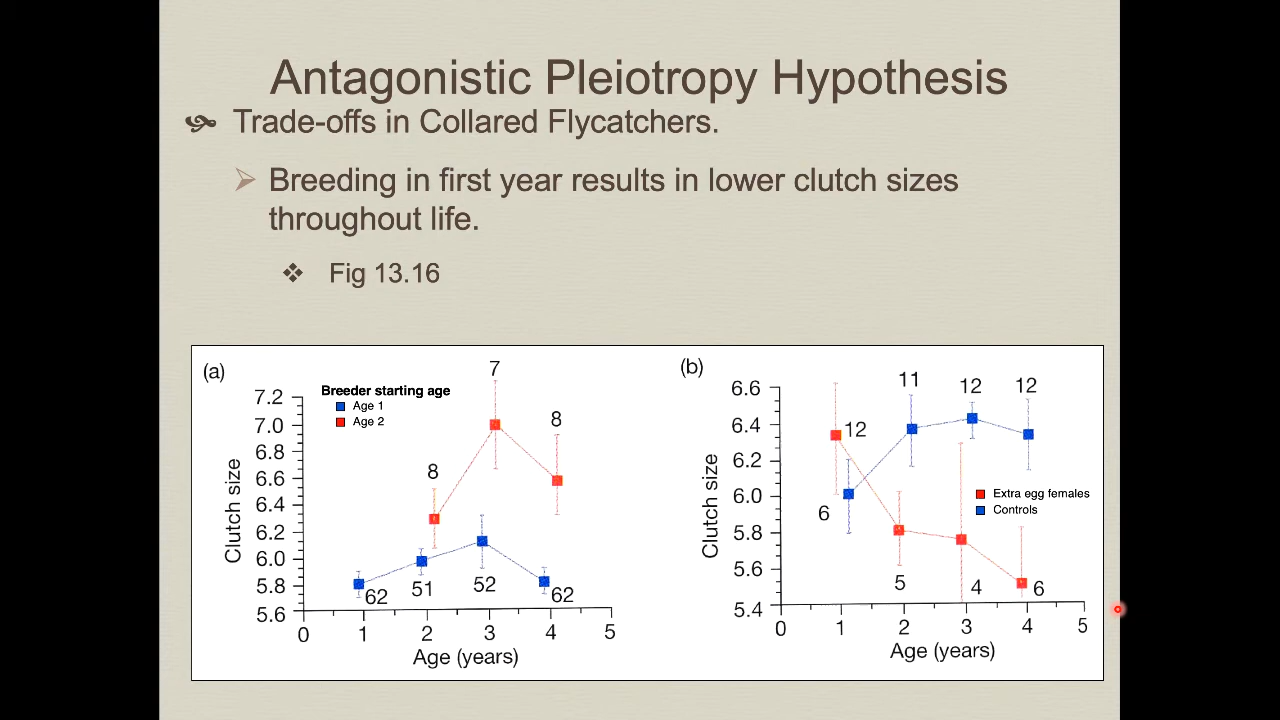 Antagonistic Pleiotropy Hypothesis
Trade-offs in Collared Flycatchers.
Breeding in first year results in lower clutch sizes
throughout life.
Fig 13.16
(a)
Breeder starting age
Age 1
Age 2
Clutch size
7.2
7.0
6.8
6.6
6.4
6.2
6.0
5.8
5.6
7
8
8
62
51
52
62
0 1 2 3 4 5
Age (years)
(b)
Clutch size
6.6
6.4
6.2
6.0
5.8
5.6
5.4
11
12
12
12
6
5
4
6
Extra egg females
Controls
0 1 2 3 4 5
Age (years)